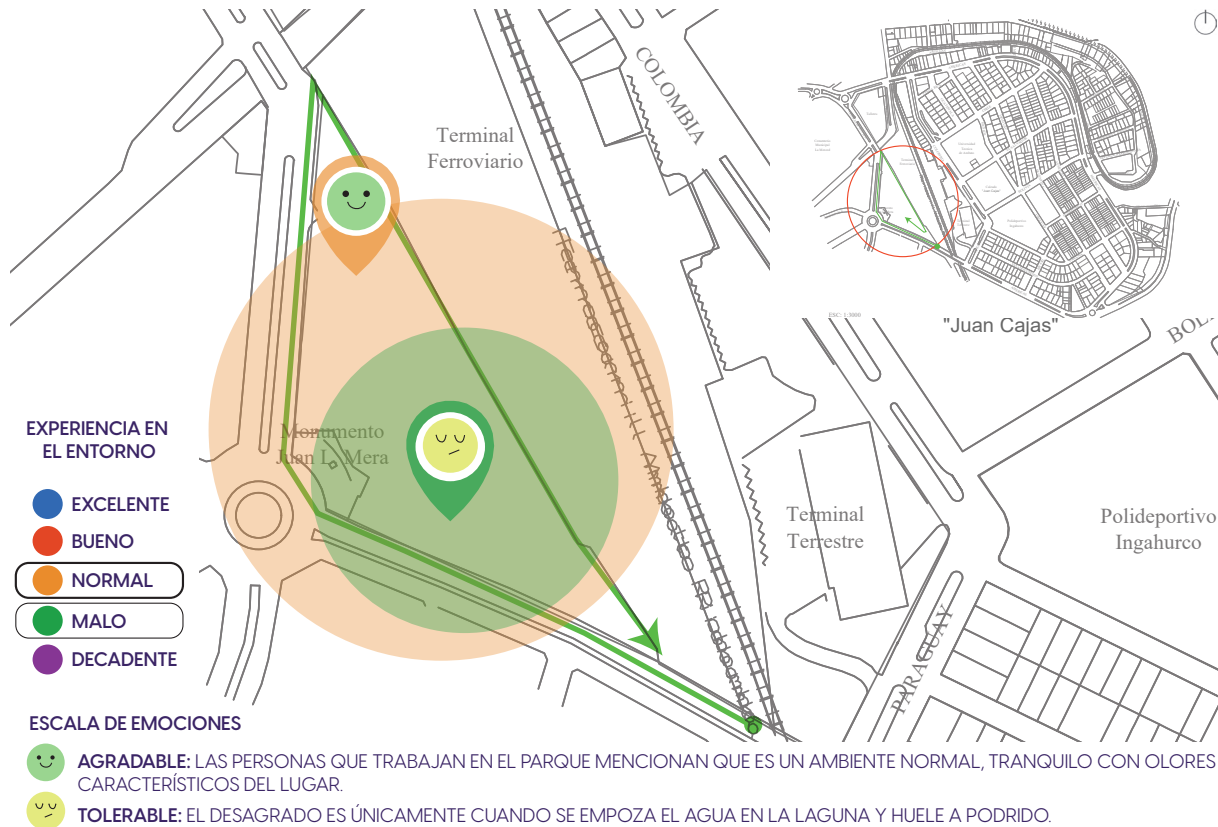 COLOMBIA
Terminal
Ferroviario
"Juan Cajas"
ESC: 1:3000
Monumento
Juan L. Mera
EXPERIENCIA EN
EL ENTORNO
EXCELENTE
BUENO
NORMAL
MALO
DECADENTE
Terminal
Terrestre
Polideportivo
Ingahurco
PARAGUAY
ESCALA DE EMOCIONES
AGRADABLE: LAS PERSONAS QUE TRABAJAN EN EL PARQUE MENCIONAN QUE ES UN AMBIENTE NORMAL, TRANQUILO CON OLORES
CARACTERÍSTICOS DEL LUGAR.
TOLERABLE: EL DESAGRADO ES ÚNICAMENTE CUANDO SE EMPOZA EL AGUA EN LA LAGUNA Y HUELE A PODRIDO.